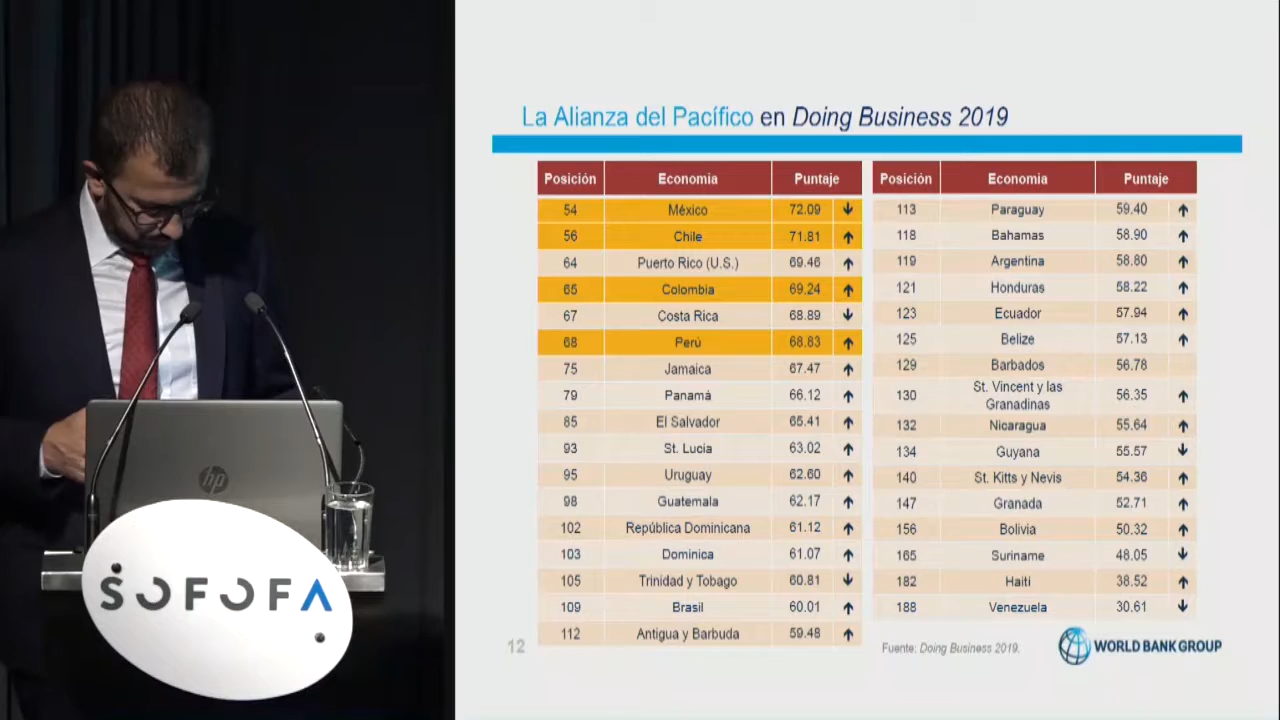 La Alianza del Pacífico en Doing Business 2019
Posición Economia Puntaje
54 México 72.09 ↓
56 Chile 71.81 ↑
64 Puerto Rico (U.S.) 69.46 ↑
65 Colombia 69.24 ↑
67 Costa Rica 68.89 ↓
68 Perú 68.83 ↑
75 Jamaica 67.47 ↑
79 Panamá 66.12 ↑
85 El Salvador 65.41 ↑
93 St. Lucia 63.02 ↑
95 Uruguay 62.60 ↑
98 Guatemala 62.17 ↑
102 República Dominicana 61.12 ↑
103 Dominica 61.07 ↑
105 Trinidad y Tobago 60.81 ↓
109 Brasil 60.01 ↑
112 Antigua y Barbuda 59.48 ↑
Posición Economia Puntaje
113 Paraguay 59.40 ↑
118 Bahamas 58.90 ↑
119 Argentina 58.80 ↑
121 Honduras 58.22 ↑
123 Ecuador 57.94 ↑
125 Belize 57.13 ↑
129 Barbados 56.78
130 St. Vincent y las
Granadinas 56.35 ↑
132 Nicaragua 55.64 ↑
134 Guyana 55.57 ↓
140 St. Kitts y Nevis 54.36 ↑
147 Granada 52.71 ↑
156 Bolivia 50.32 ↑
165 Suriname 48.05 ↓
182 Haiti 38.52 ↑
188 Venezuela 30.61 ↓
12
Fuente: Doing Business 2019.
WORLD BANK GROUP
hp
SOFOFA